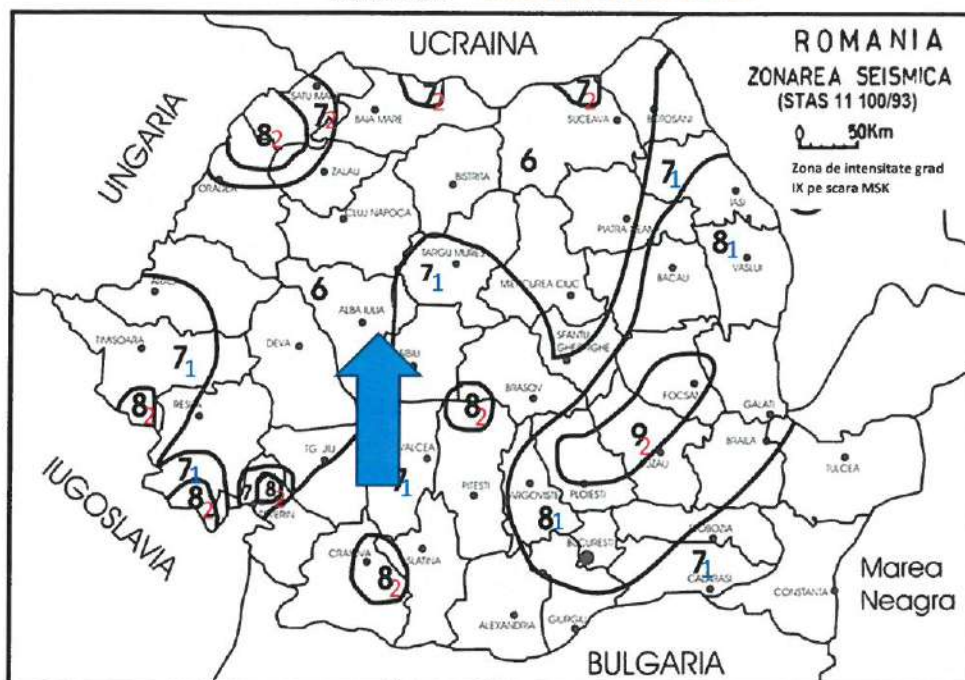 UCRAINA
ROMANIA
ZONAREA SEISMICA
(STAS 11 100/93)
0 50Km
Zona de intensitate grad
IX pe scara MSK
UNGARIA
SATU MARE
7 2
8 2
BAIA MARE
7 2
7 2
SUCEAVA
BOTOSANI
6
ORADEA
ZALAU
BISTRITA
7 1
IASI
CLUJ NAPOCA
PIATRA NEAMT
8 1
VASLUI
TARGU MURES
7 1
BACAU
MIERCUREA CIUC
ARAD
6
ALBA IULIA
TIMSOARA
DEVA
SFANTU
GHEORGHE
7 1
SIBIU
BRASOV
FOCSANI
8 2
RESITA
8 2
GALATI
9 2
BUZAU
BRAILA
TULCEA
TG. JIU
VALCEA
7 1
7 1
PITESTI
TARGOVISTE
PLOIESTI
8 2
7 8
SEVERIN
8 1
IUGOSLAVIA
SLOBOZIA
BUCURESTI
CRAIOVA
SLATINA
8 2
7 1
CALARASI
CONSTANTA
Marea
Neagra
ALEXANDRIA
GIURGIU
BULGARIA